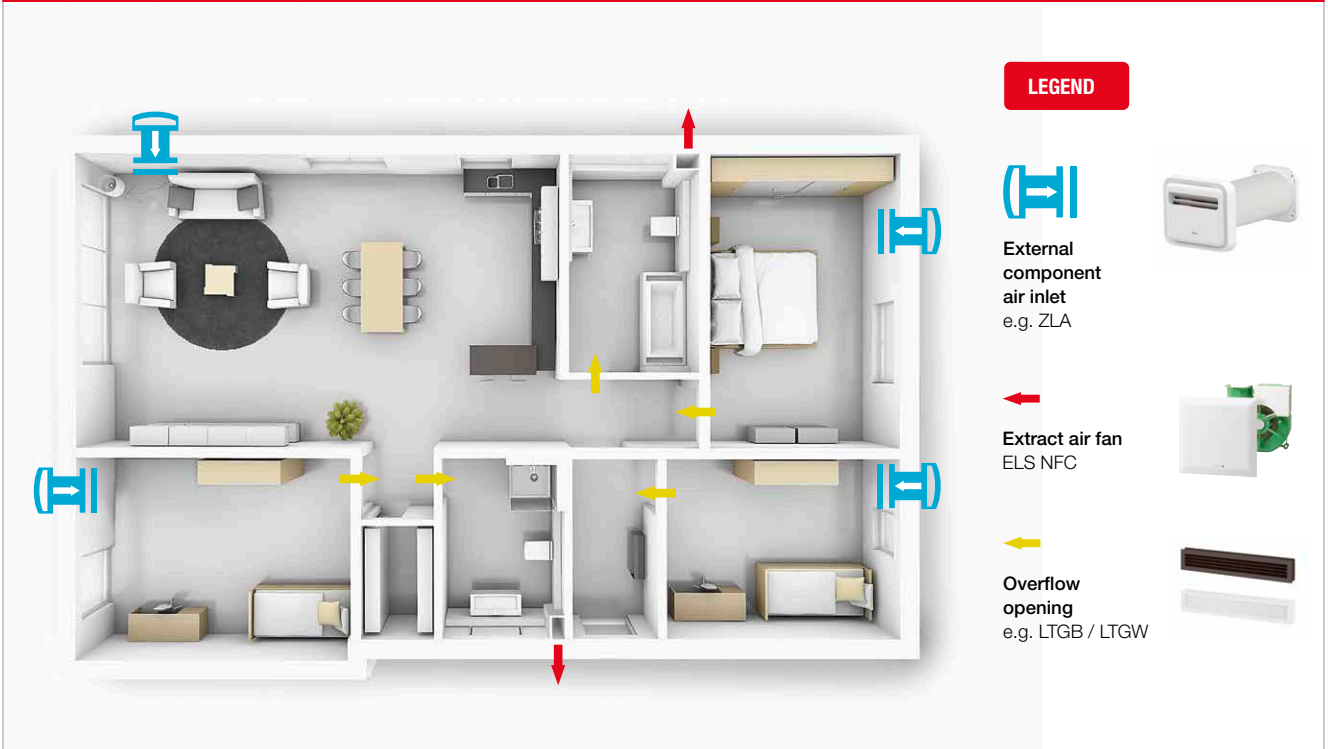 LEGEND
External
component
air inlet
e.g. ZLA
Extract air fan
ELS NFC
Overflow
opening
e.g. LTGB / LTGW